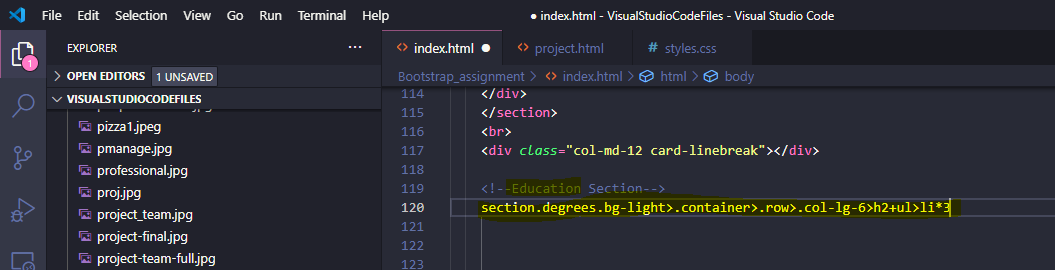 File Edit Selection View Go Run Terminal Help ● index.html - VisualStudioCodeFiles - Visual Studio Code
EXPLORER ···
index.html ● project.html # styles.css
OPEN EDITORS 1 UNSAVED
Bootstrap_assignment > index.html > html > body
VISUALSTUDIOCODEFILES
pizza1.jpeg
pmanage.jpg
professional.jpg
proj.jpg
project_team.jpg
project-final.jpg
project-team-full.jpg
1
114 </div>
115 </section>
116 <br>
117 <div class="col-md-12 card-linebreak"></div>
118
119 <!--Education Section-->
120 section.degrees.bg-light>.container>.row>.col-lg-6>h2+ul>li*3
121
122
123